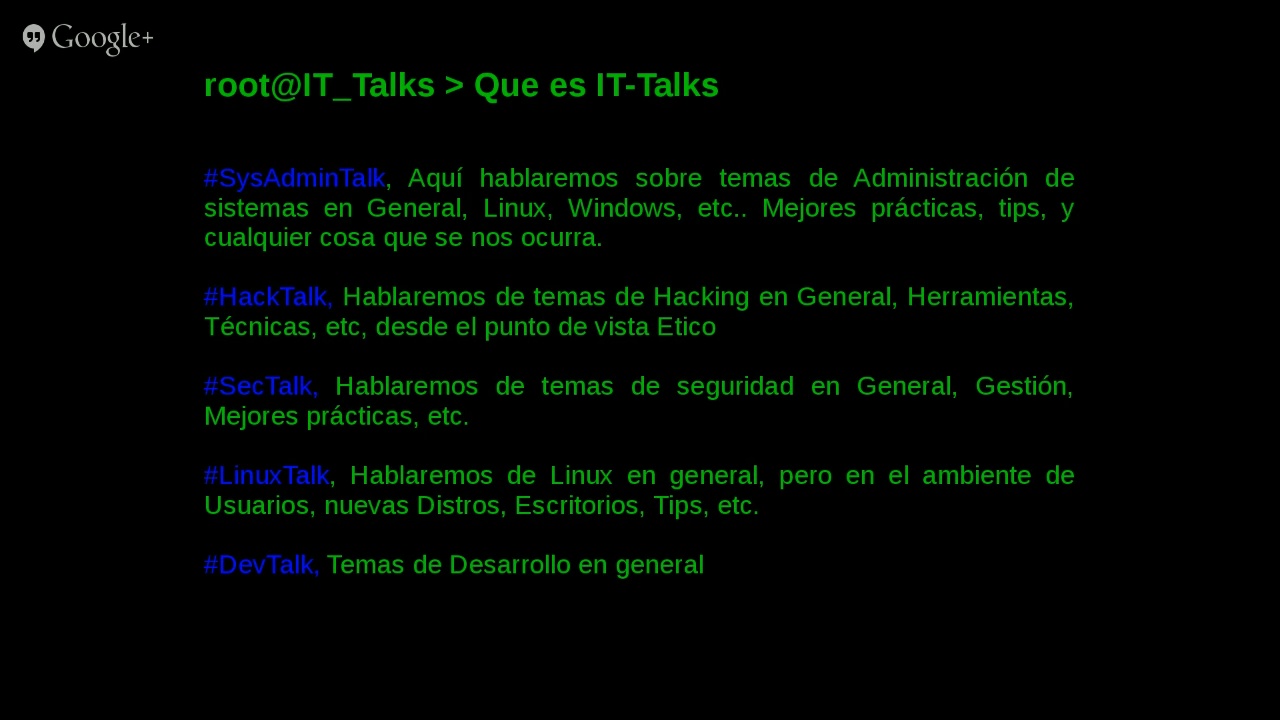 Google+
root@IT_Talks > Que es IT-Talks
#SysAdminTalk, Aquí hablaremos sobre temas de Administración de
sistemas en General, Linux, Windows, etc.. Mejores prácticas, tips, y
cualquier cosa que se nos ocurra.
#HackTalk, Hablaremos de temas de Hacking en General, Herramientas,
Técnicas, etc, desde el punto de vista Etico
#SecTalk, Hablaremos de temas de seguridad en General, Gestión,
Mejores prácticas, etc.
#LinuxTalk, Hablaremos de Linux en general, pero en el ambiente de
Usuarios, nuevas Distros, Escritorios, Tips, etc.
#DevTalk, Temas de Desarrollo en general